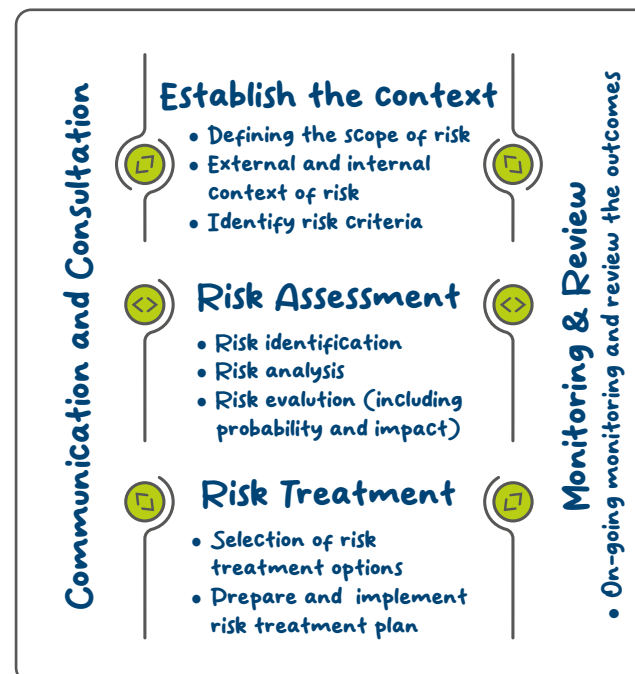 Communication and Consultation
Establish the context
• Defining the scope of risk
• External and internal
context of risk
• Identify risk criteria
Risk Assessment
• Risk identification
• Risk analysis
• Risk evalution (including
probability and impact)
Risk Treatment
• Selection of risk
treatment options
• Prepare and implement
risk treatment plan
Monitoring & Review
• On-going monitoring and review the outcomes